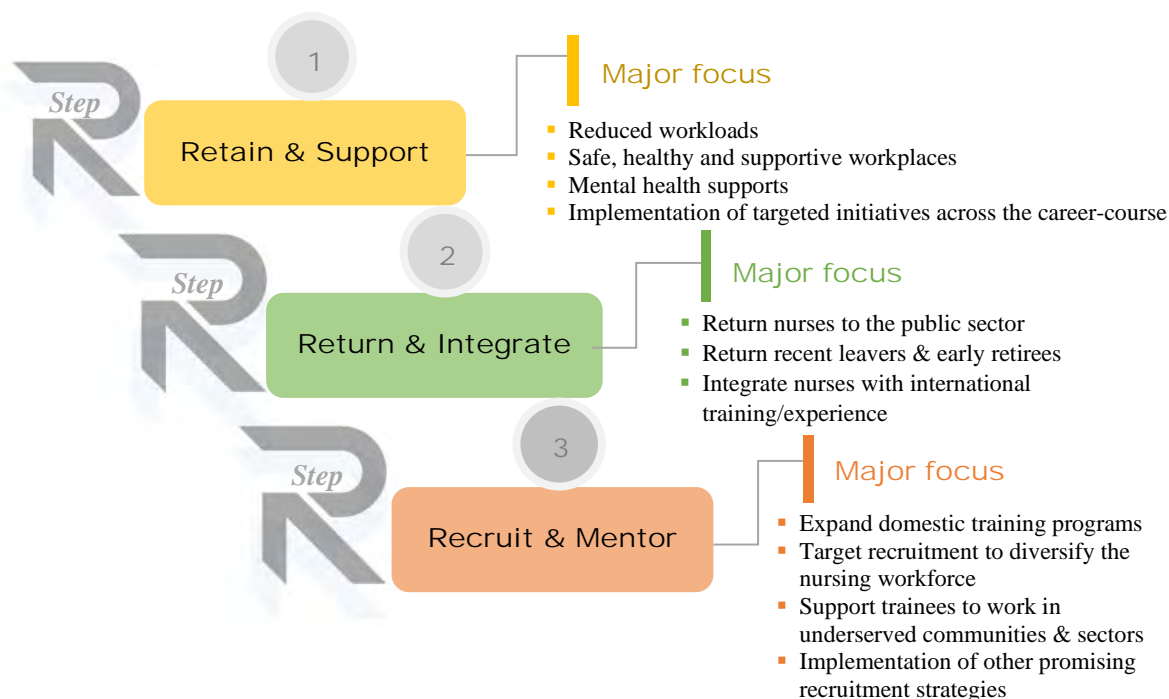 1
Step
Retain & Support
Major focus
Reduced workloads
Safe, healthy and supportive workplaces
Mental health supports
Implementation of targeted initiatives across the career-course
2
Step
Return & Integrate
Major focus
Return nurses to the public sector
Return recent leavers & early retirees
Integrate nurses with international
training/experience
3
Step
Recruit & Mentor
Major focus
Expand domestic training programs
Target recruitment to diversify the
nursing workforce
Support trainees to work in
underserved communities & sectors
Implementation of other promising
recruitment strategies